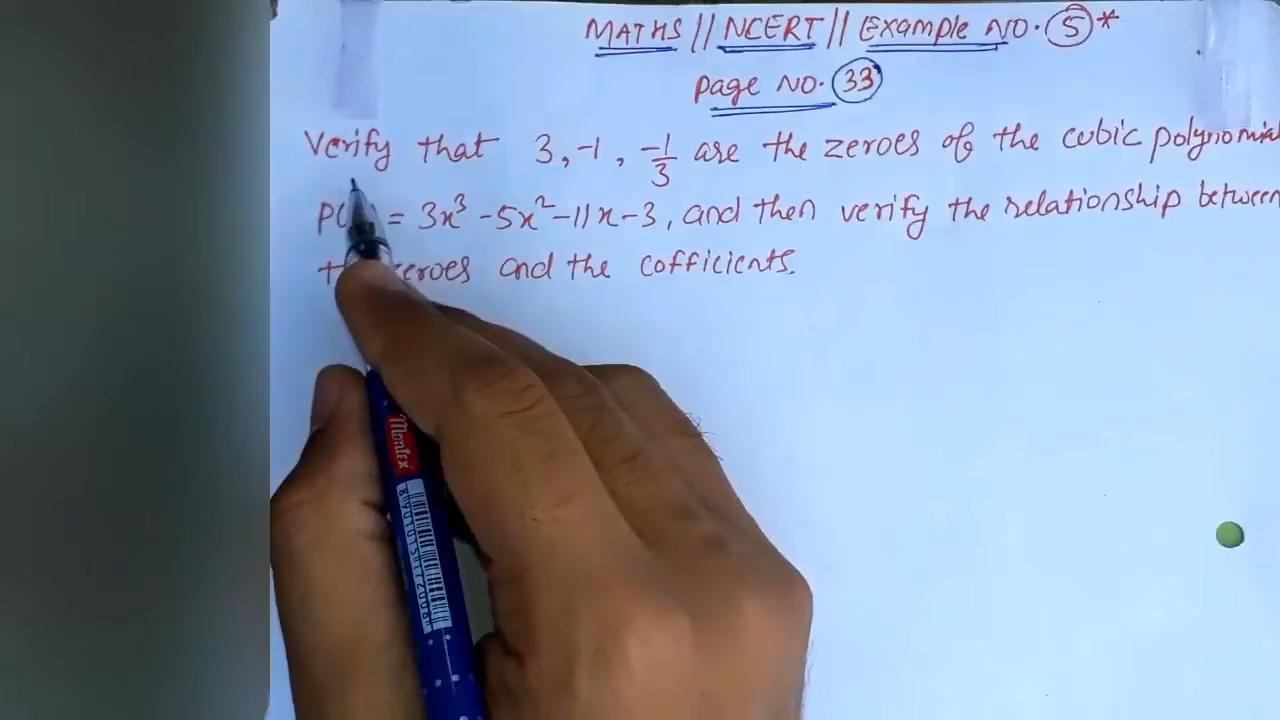 MATHS // NCERT // Example NO. 5 *
Page NO. 33
Verify that 3, -1, -1/3 are the zeroes of the cubic polynomial
P( = 3x³ - 5x² - 11x - 3, and then verify the relationship between
zeroes and the cofficients.
Montex